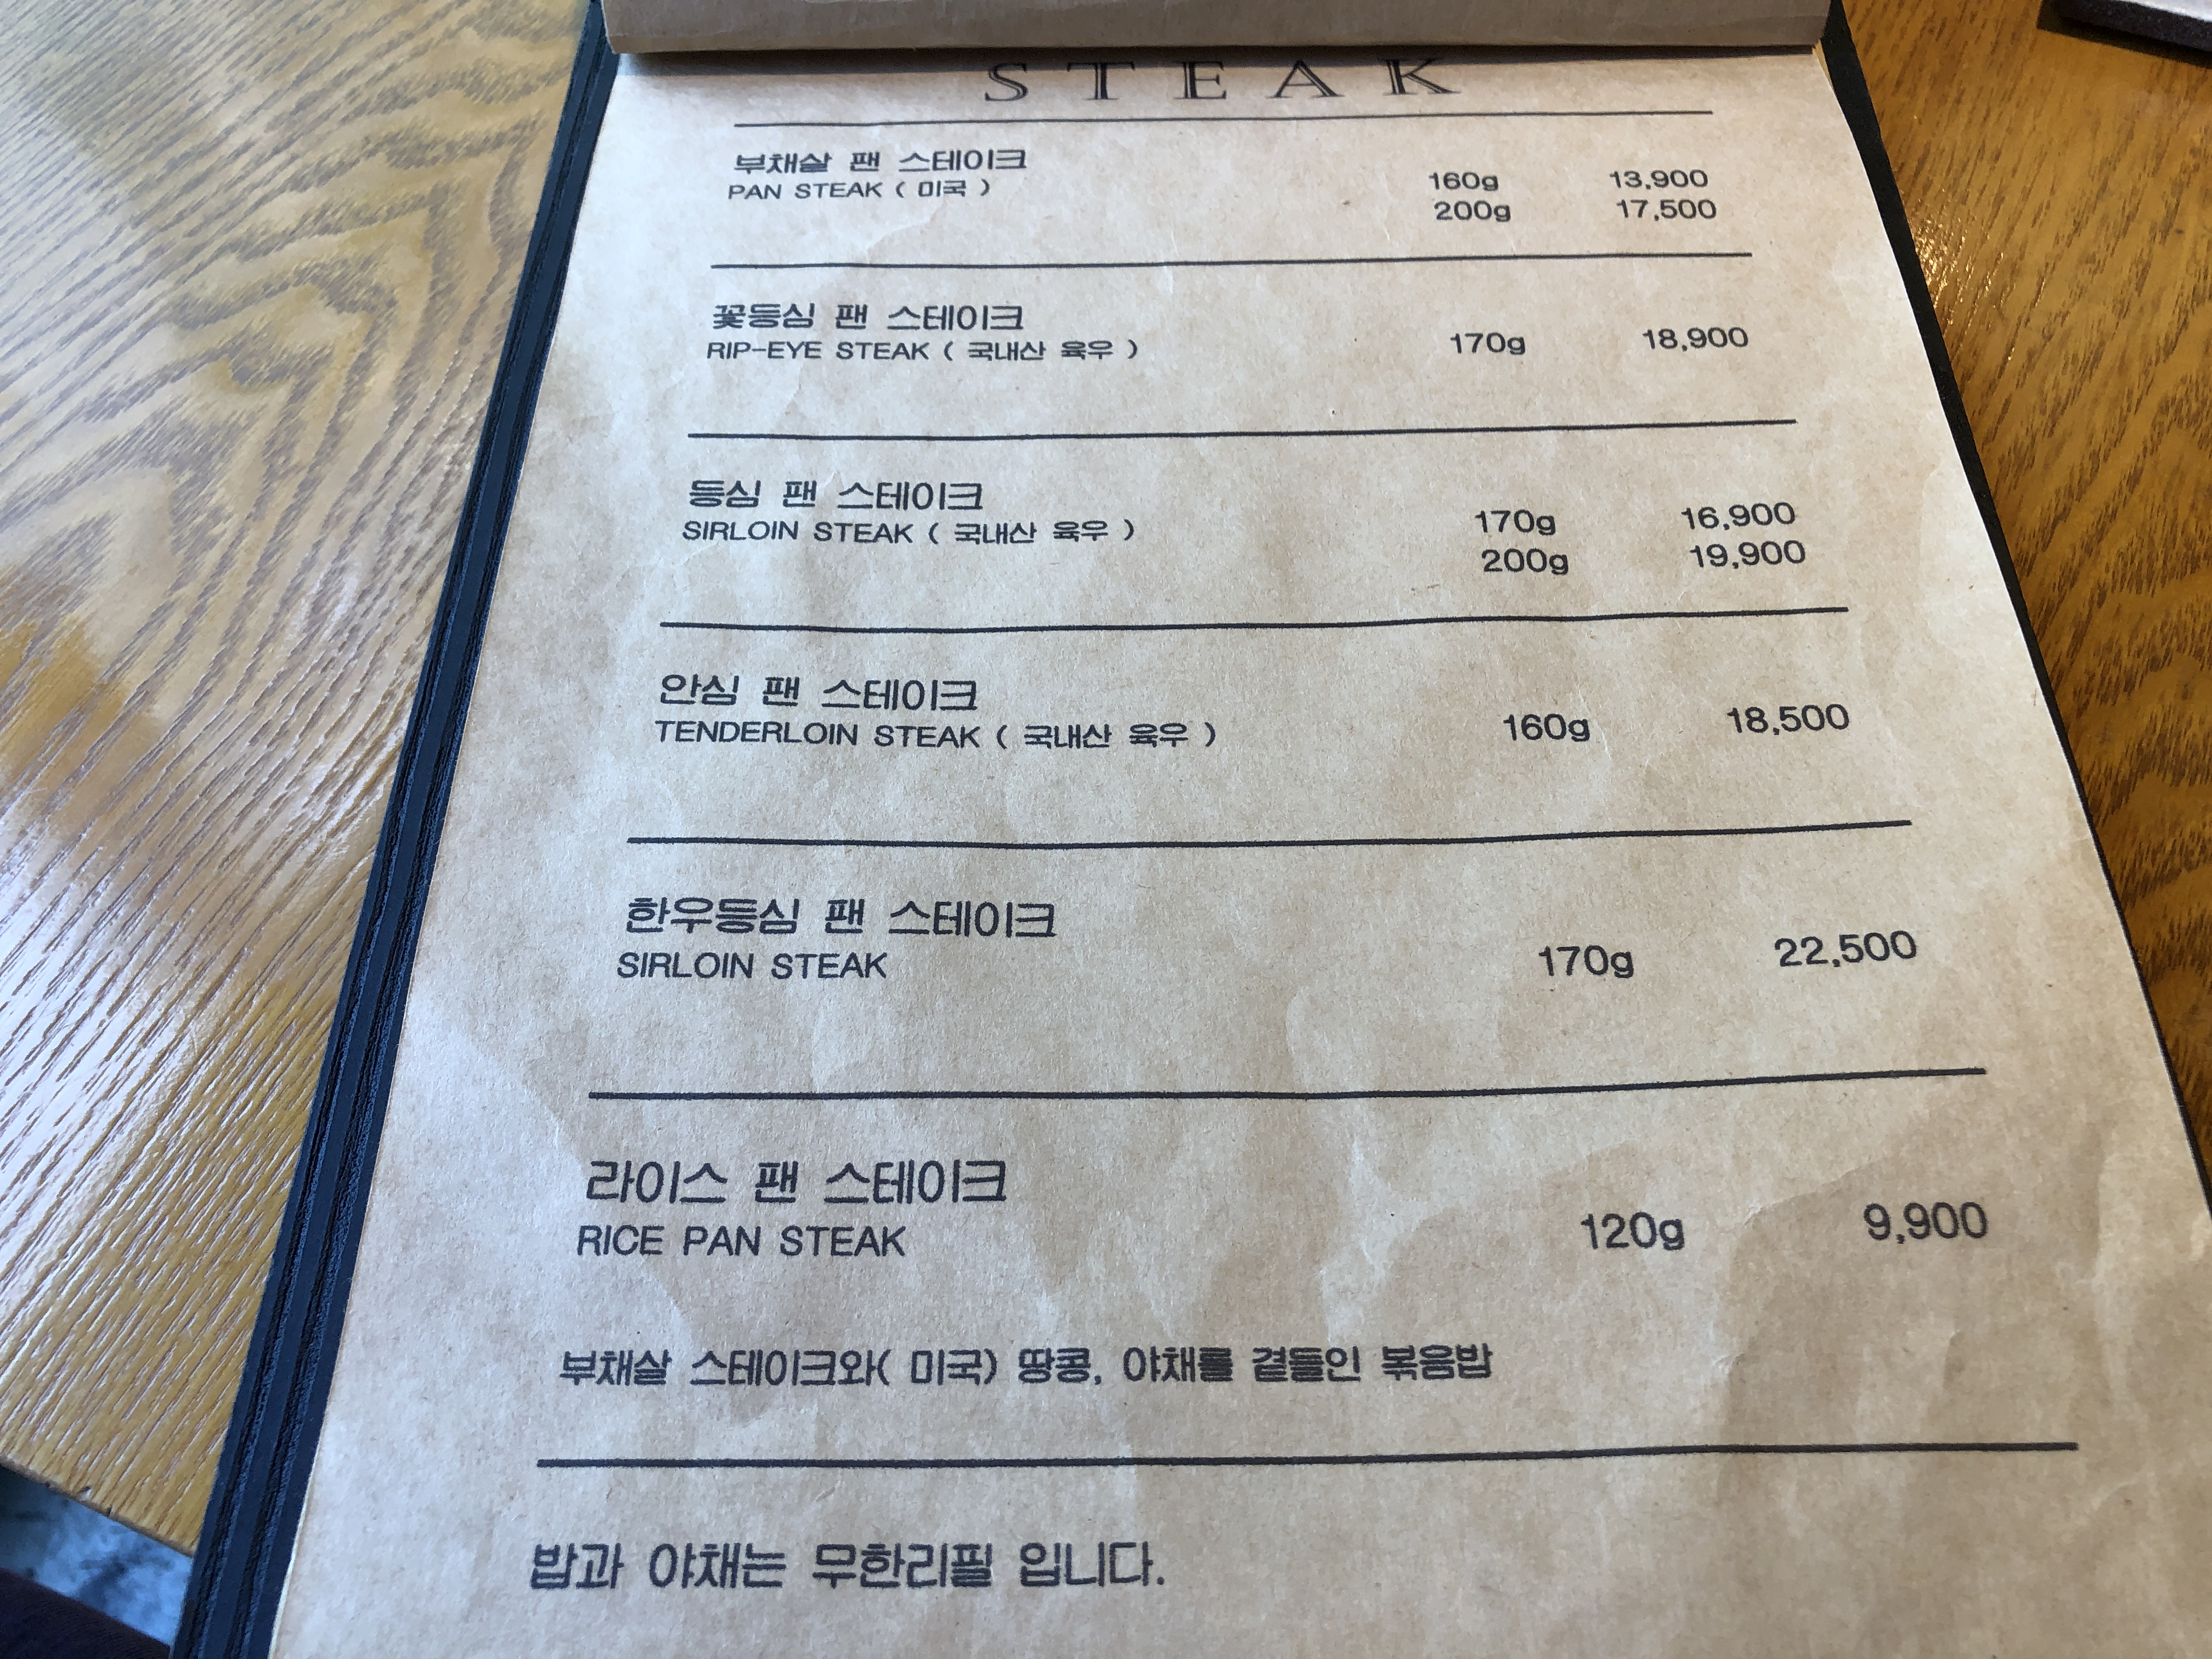 STEAK
부채살 팬 스테이크
PAN STEAK ( 미국 )
160g 13,900
200g 17,500
꽃등심 팬 스테이크
RIP-EYE STEAK ( 국내산 육우 )
170g 18,900
등심 팬 스테이크
SIRLOIN STEAK ( 국내산 육우 )
170g 16,900
200g 19,900
안심 팬 스테이크
TENDERLOIN STEAK ( 국내산 육우 )
160g 18,500
한우등심 팬 스테이크
SIRLOIN STEAK
170g 22,500
라이스 팬 스테이크
RICE PAN STEAK
120g 9,900
부채살 스테이크와( 미국) 땅콩, 야채를 곁들인 볶음밥
밥과 야채는 무한리필 입니다.